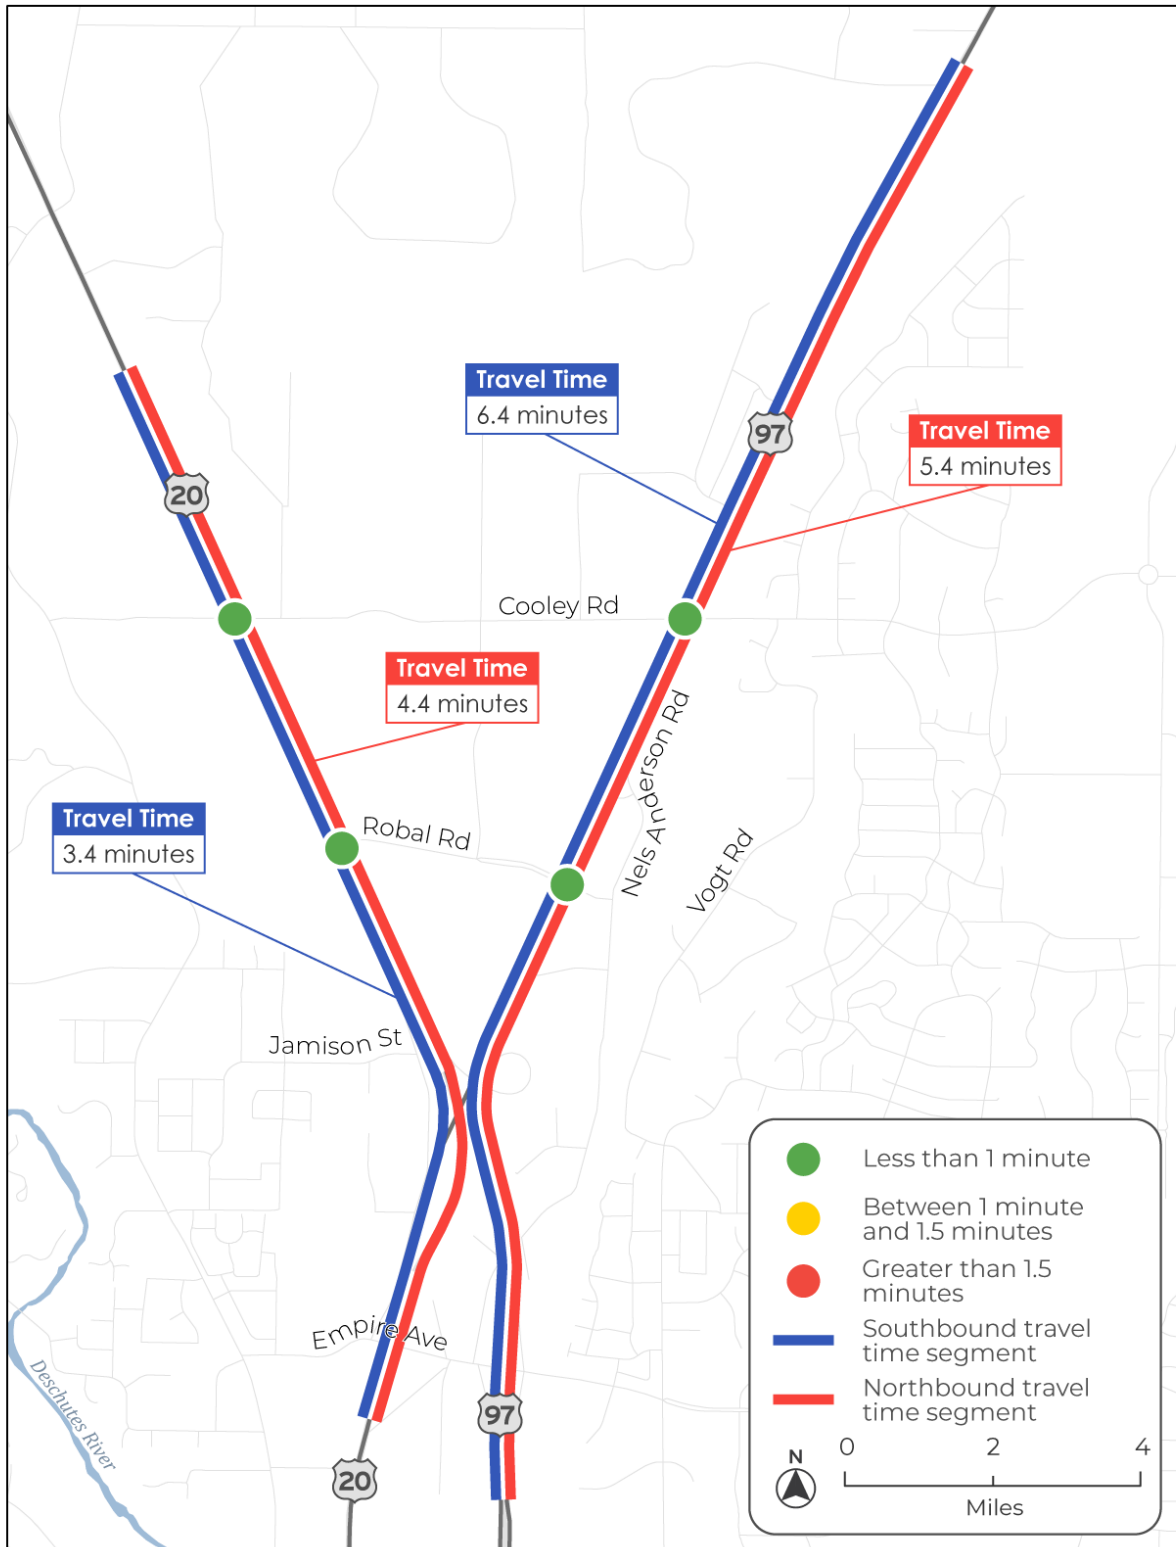 Travel Time
6.4 minutes
97
Travel Time
5.4 minutes
20
Cooley Rd
Travel Time
4.4 minutes
Nels Anderson Rd
Travel Time
3.4 minutes
Robal Rd
Vogt Rd
Jamison St
Empire Ave
Deschutes River
97
20
Less than 1 minute
Between 1 minute
and 1.5 minutes
Greater than 1.5
minutes
Southbound travel
time segment
Northbound travel
time segment
N
0 2 4
Miles